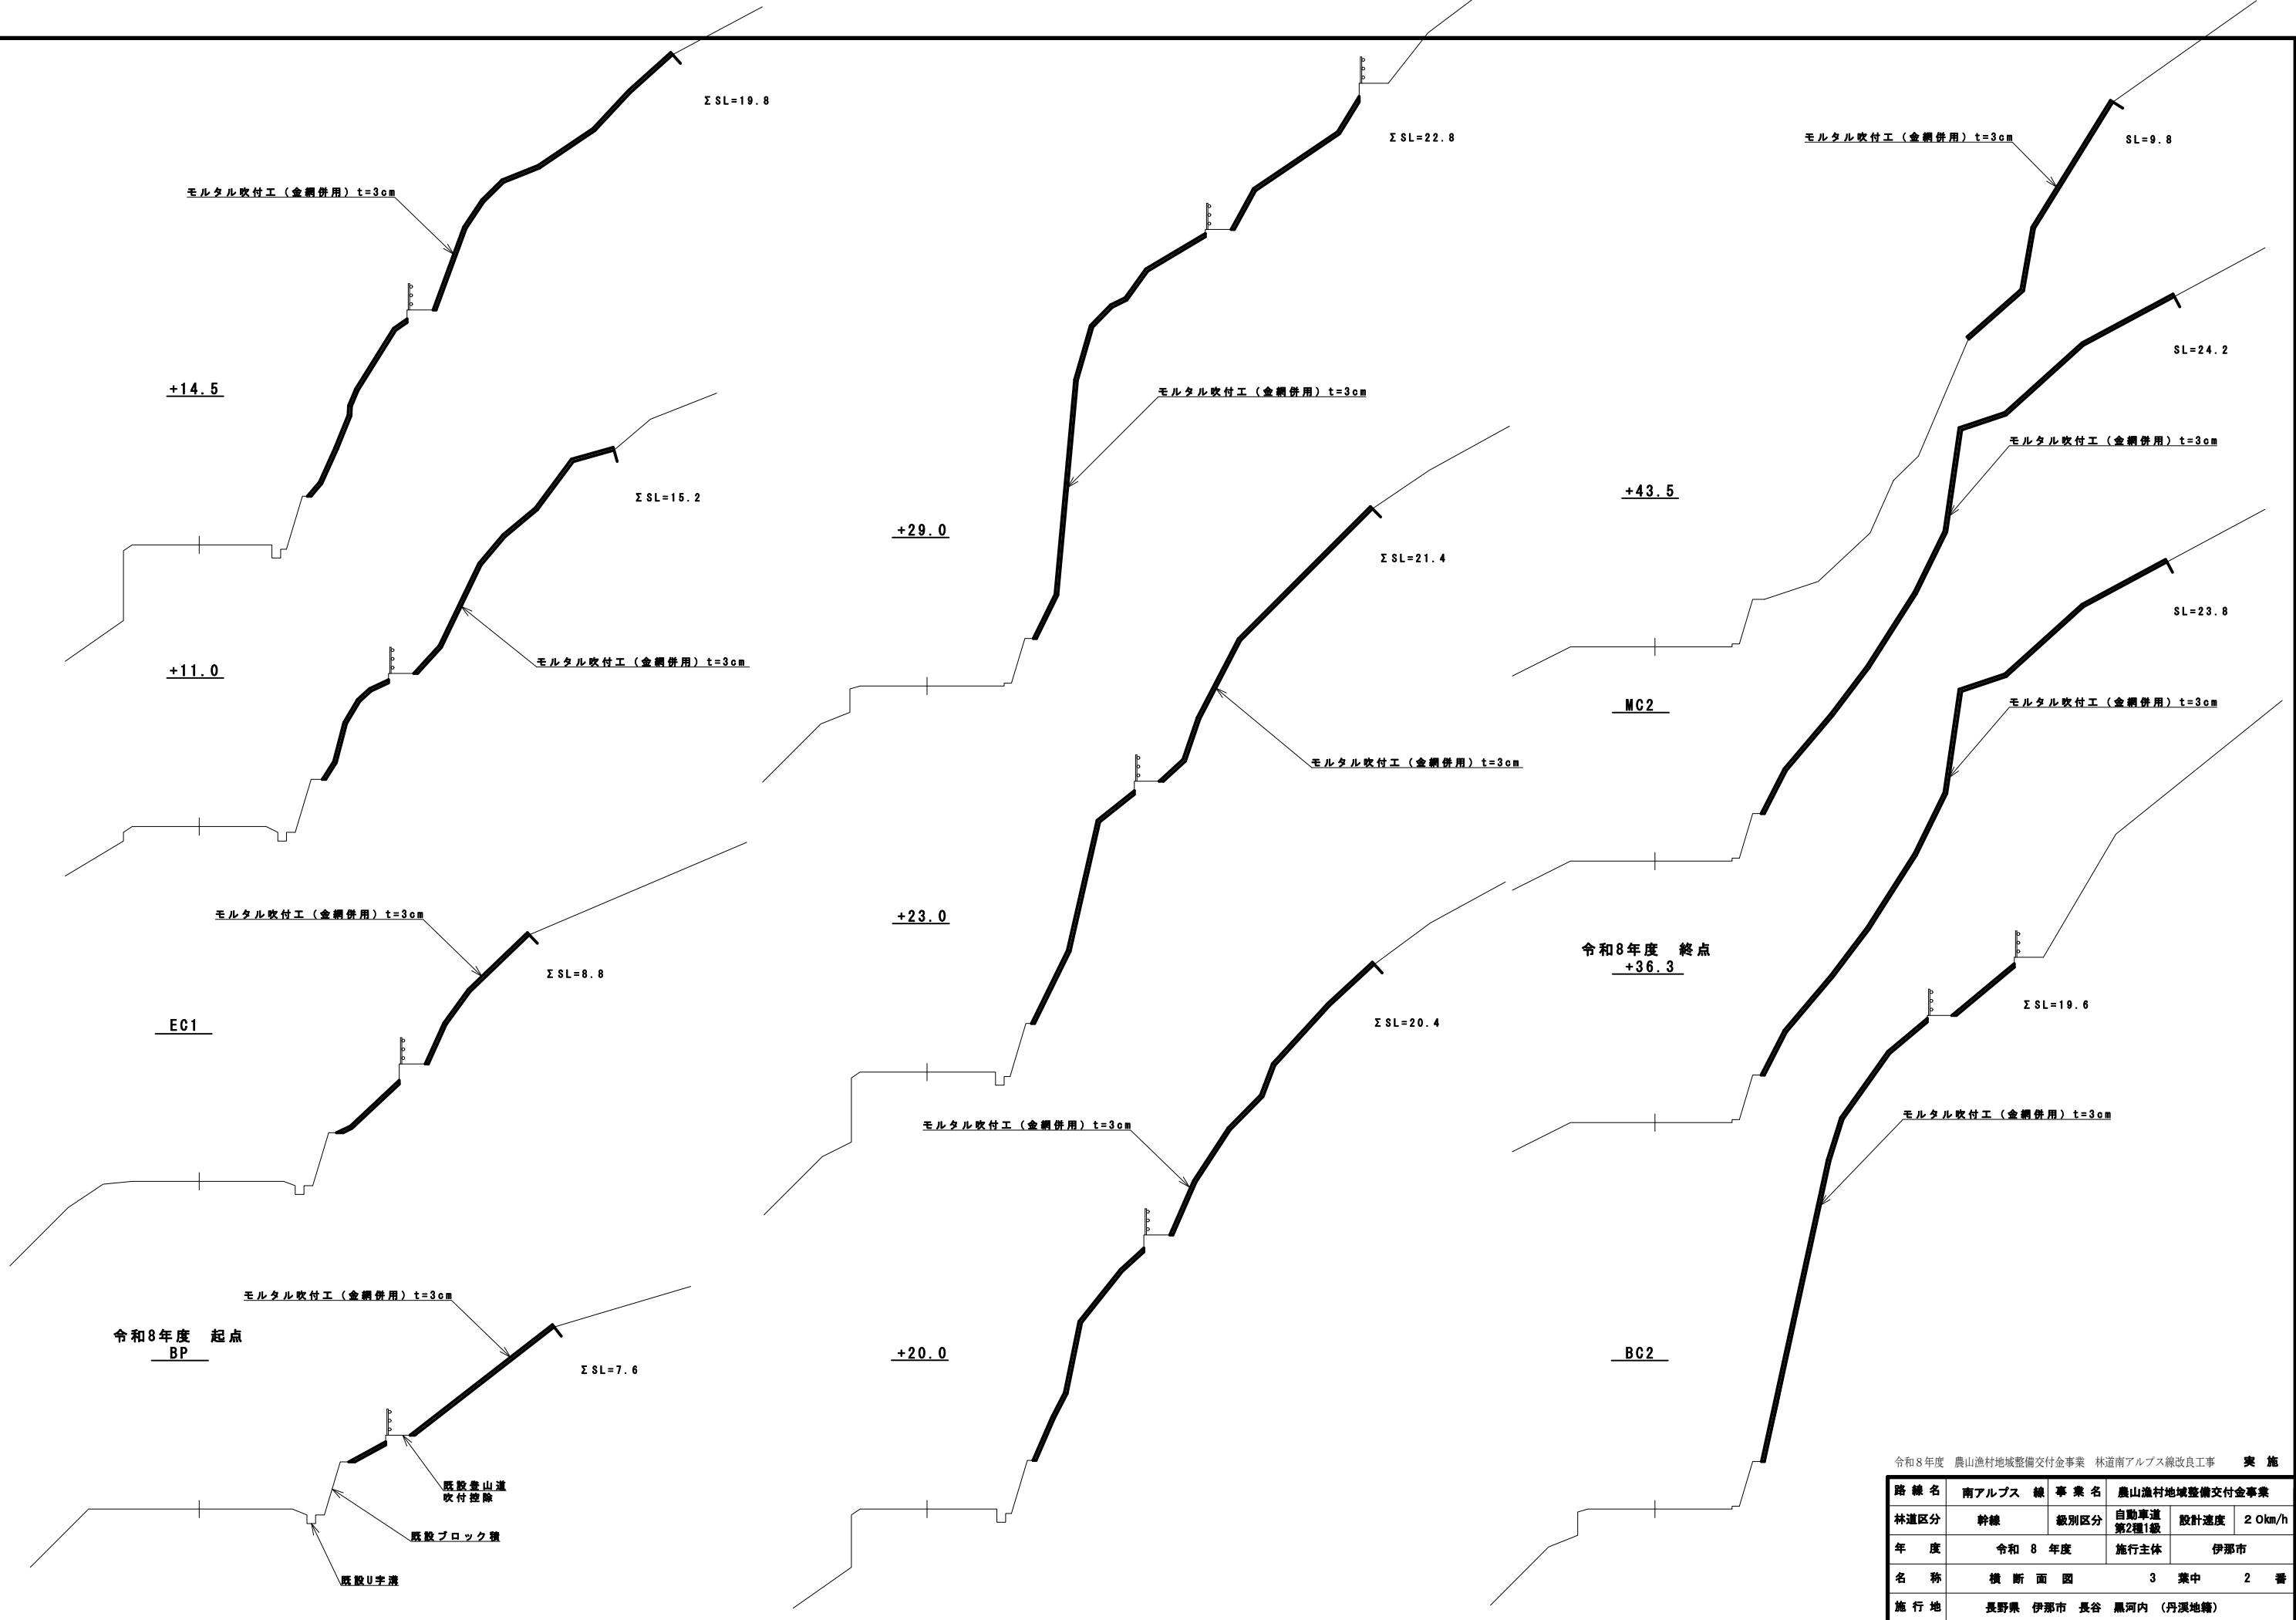 ΣSL=19.8
モルタル吹付工（金網併用）t=3cm
+14.5
ΣSL=15.2
モルタル吹付工（金網併用）t=3cm
+11.0
モルタル吹付工（金網併用）t=3cm
ΣSL=8.8
EC1
モルタル吹付工（金網併用）t=3cm
令和8年度 起点
BP
ΣSL=7.6
既設登山道
吹付控除
既設ブロック積
既設U字溝
ΣSL=22.8
モルタル吹付工（金網併用）t=3cm
+29.0
ΣSL=21.4
モルタル吹付工（金網併用）t=3cm
+23.0
ΣSL=20.4
モルタル吹付工（金網併用）t=3cm
+20.0
モルタル吹付工（金網併用）t=3cm
SL=9.8
+43.5
SL=24.2
モルタル吹付工（金網併用）t=3cm
MC2
SL=23.8
モルタル吹付工（金網併用）t=3cm
令和8年度 終点
+36.3
ΣSL=19.6
モルタル吹付工（金網併用）t=3cm
BC2
令和８年度 農山漁村地域整備交付金事業 林道南アルプス線改良工事 実 施
路線名 南アルプス 線 事業名 農山漁村地域整備交付金事業
林道区分 幹線 級別区分 自動車道 第2種1級 設計速度 ２0km/h
年 度 令和 8 年度 施行主体 伊那市
名 称 横 断 面 図 3 葉中 2 番
施行地 長野県 伊那市 長谷 黒河内 （丹渓地籍）